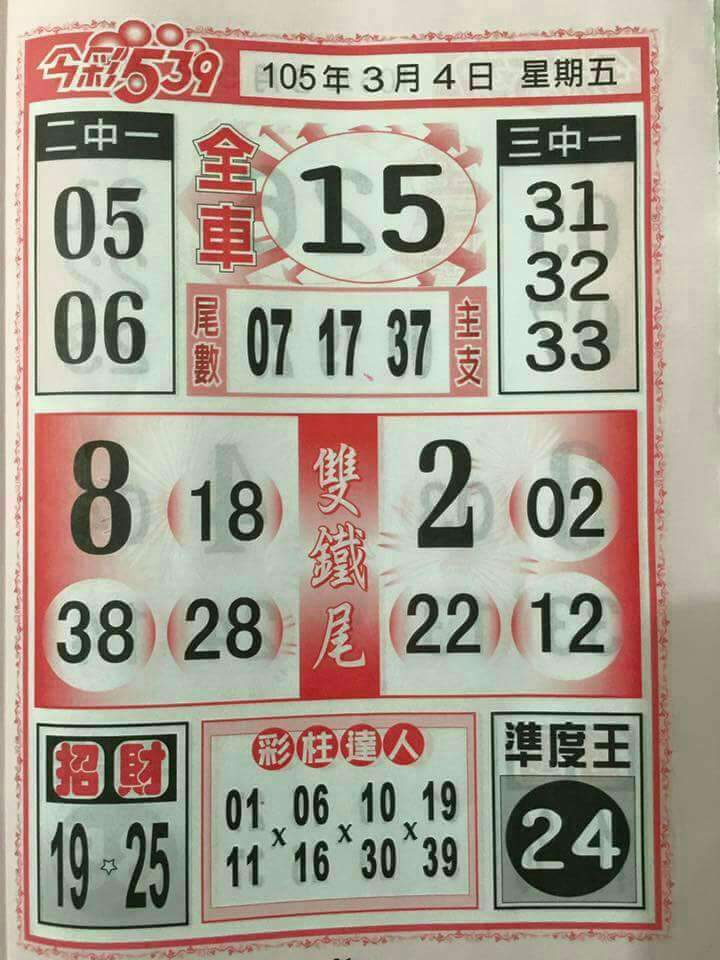 今彩539
105年3月4日 星期五
二中一
05
06
全車
15
尾數
07 17 37
主支
三中一
31
32
33
8
18
38 28
雙鐵尾
2
02
22 12
招財
19☆25
彩柱達人
01 06 10 19
x x x
11 16 30 39
準度王
24